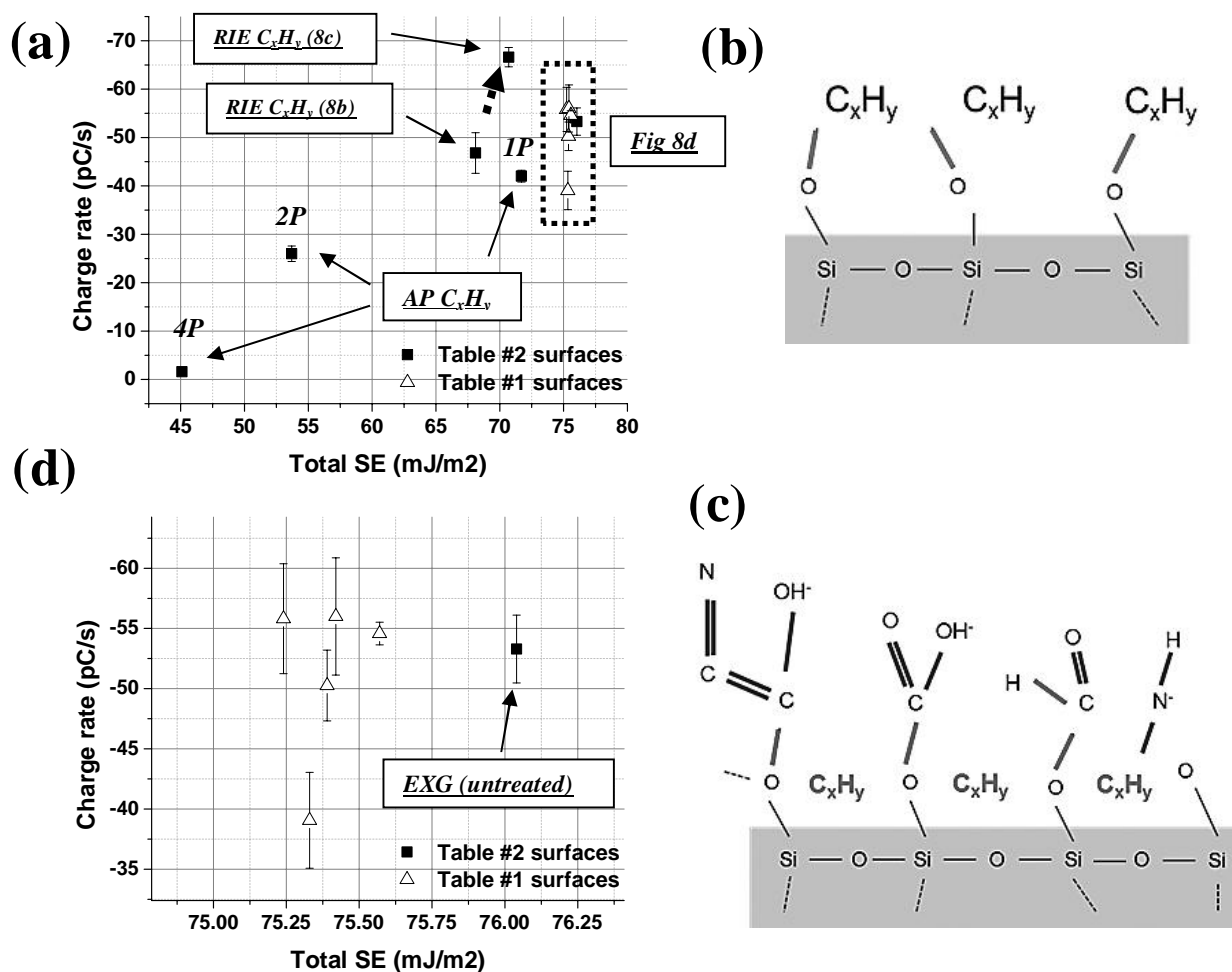 (a)
-70
-60
-50
-40
-30
-20
-10
0
Charge rate (pC/s)
RIE CxHy (8c)
RIE CxHy (8b)
1P
Fig 8d
2P
AP CxHy
4P
Table #2 surfaces
Table #1 surfaces
45 50 55 60 65 70 75 80
Total SE (mJ/m2)
(b)
CxHy CxHy CxHy
O O O
Si O Si O Si
(d)
-60
-55
-50
-45
-40
-35
Charge rate (pC/s)
EXG (untreated)
Table #2 surfaces
Table #1 surfaces
75.00 75.25 75.50 75.75 76.00 76.25
Total SE (mJ/m2)
(c)
N OH- O OH- O H
C C C H C N-
O CxHy O CxHy O CxHy O
Si O Si O Si O Si